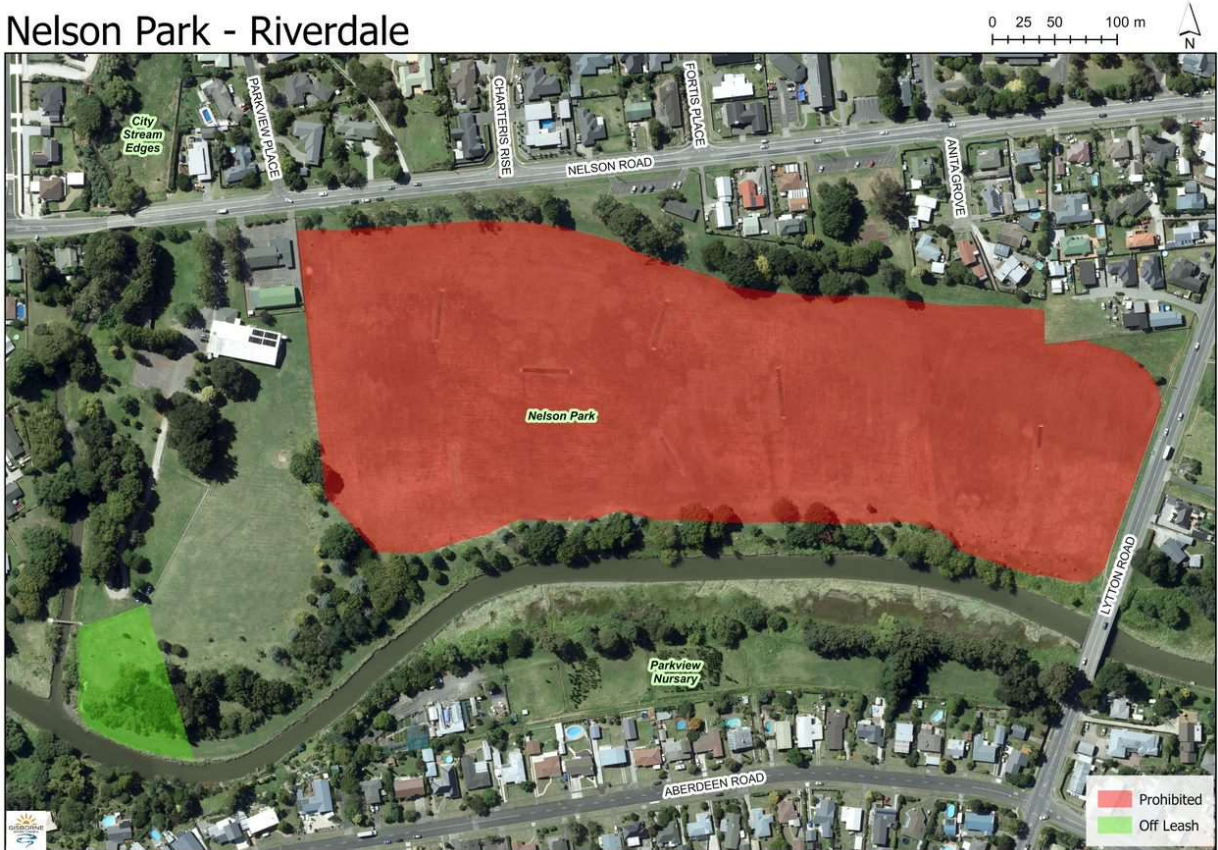 Nelson Park - Riverdale
0 25 50 100 m
N
City
Stream
Edges
PARKVIEW PLACE
CHARTERIS RISE
FORTIS PLACE
NELSON ROAD
ANITA GROVE
Nelson Park
LYTTON ROAD
Parkview
Nursary
ABERDEEN ROAD
Prohibited
Off Leash
GISBORNE